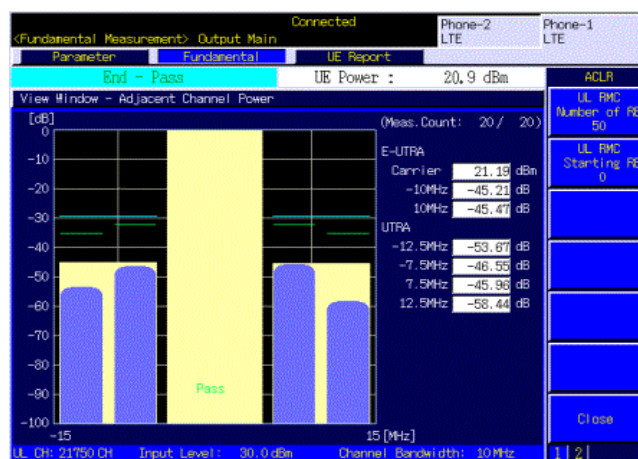 Connected
Phone-2
LTE
Phone-1
LTE
<Fundamental Measurement> Output Main
Parameter
Fundamental
UE Report
End - Pass
UE Power :
20.9 dBm
ACLR
View Window - Adjacent Channel Power
UL RMC
Number of RB
50
[dB]
(Meas.Count: 20/ 20)
0
-10
-20
-30
-40
-50
-60
-70
-80
-90
-100
E-UTRA
Carrier 21.19 dBm
-10MHz -45.21 dB
10MHz -45.47 dB
UTRA
-12.5MHz -53.67 dB
-7.5MHz -46.55 dB
7.5MHz -45.96 dB
12.5MHz -58.44 dB
UL RMC
Starting RB
0
Pass
-15
15 [MHz]
Close
UL CH: 21750 CH Input Level: 30.0 dBm Channel Bandwidth: 10 MHz
1 2